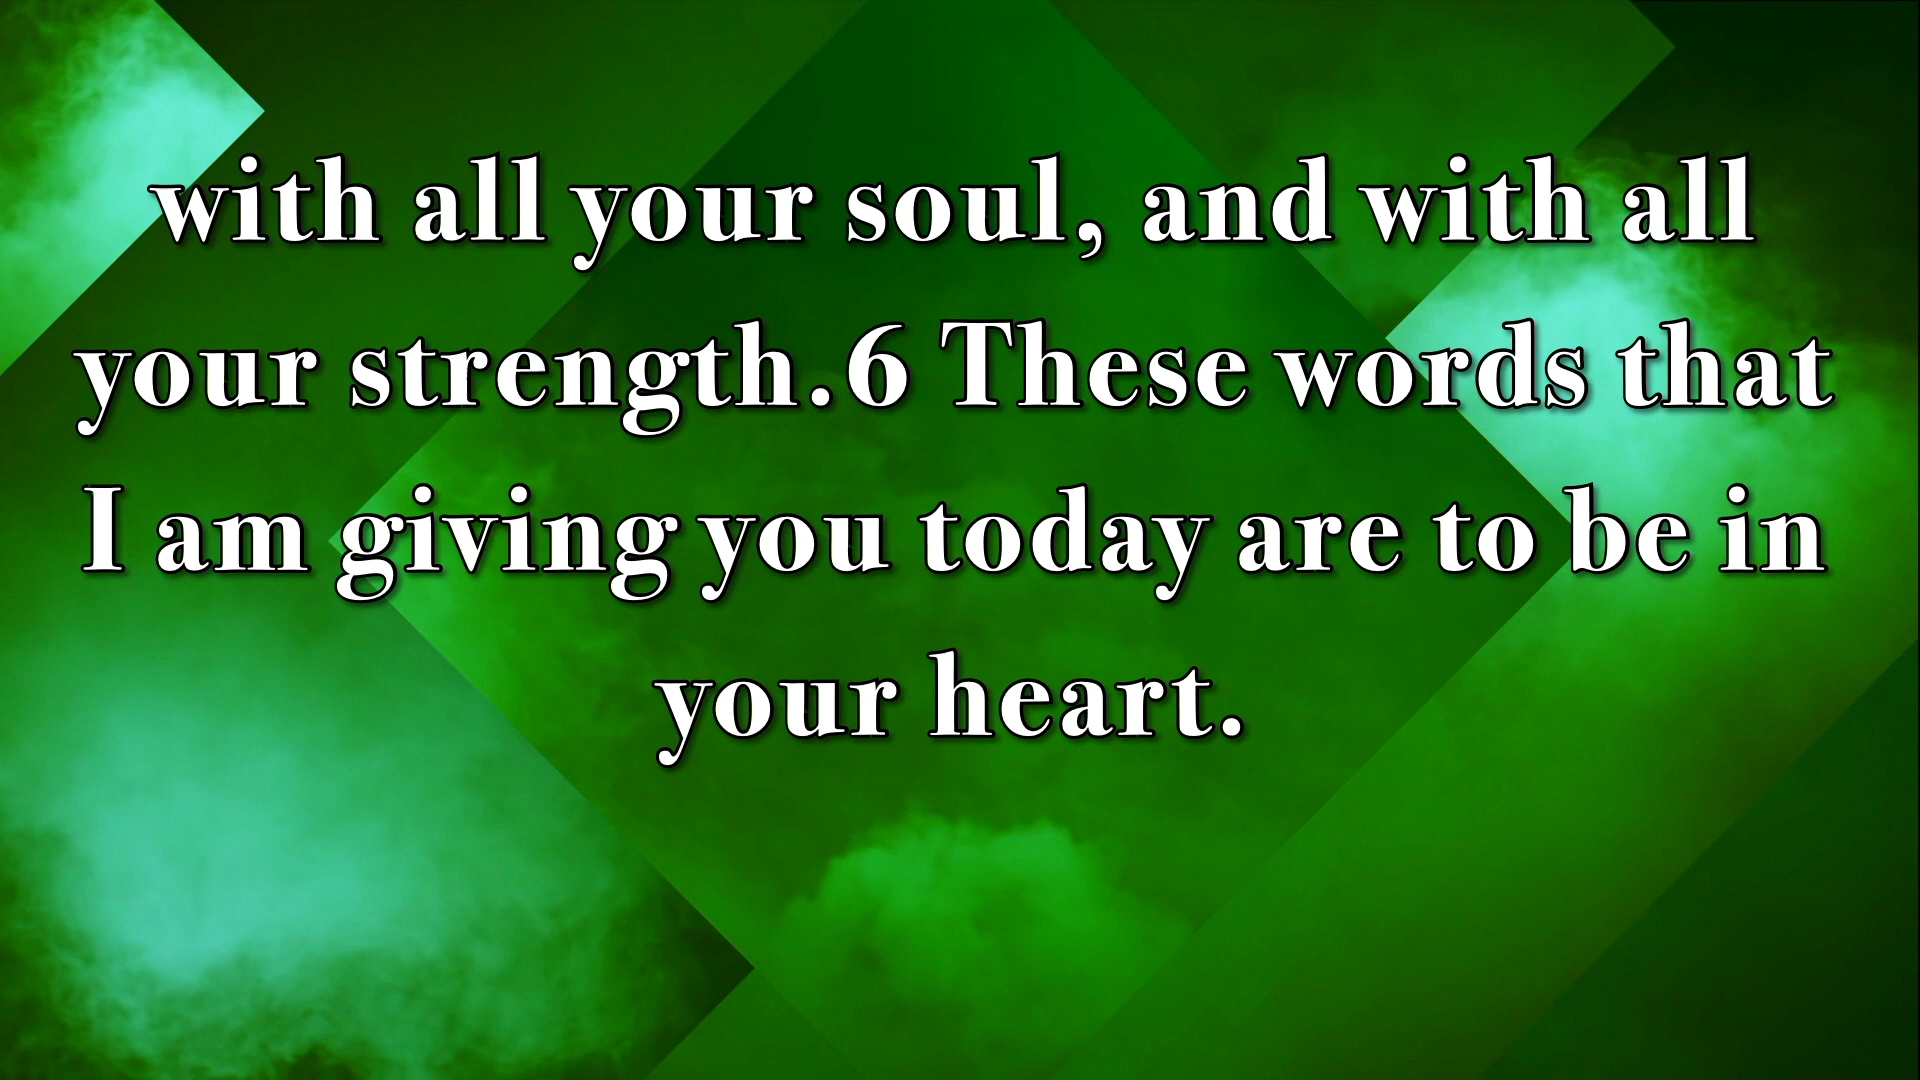 with all your soul, and with all
your strength.6 These words that
I am giving you today are to be in
your heart.